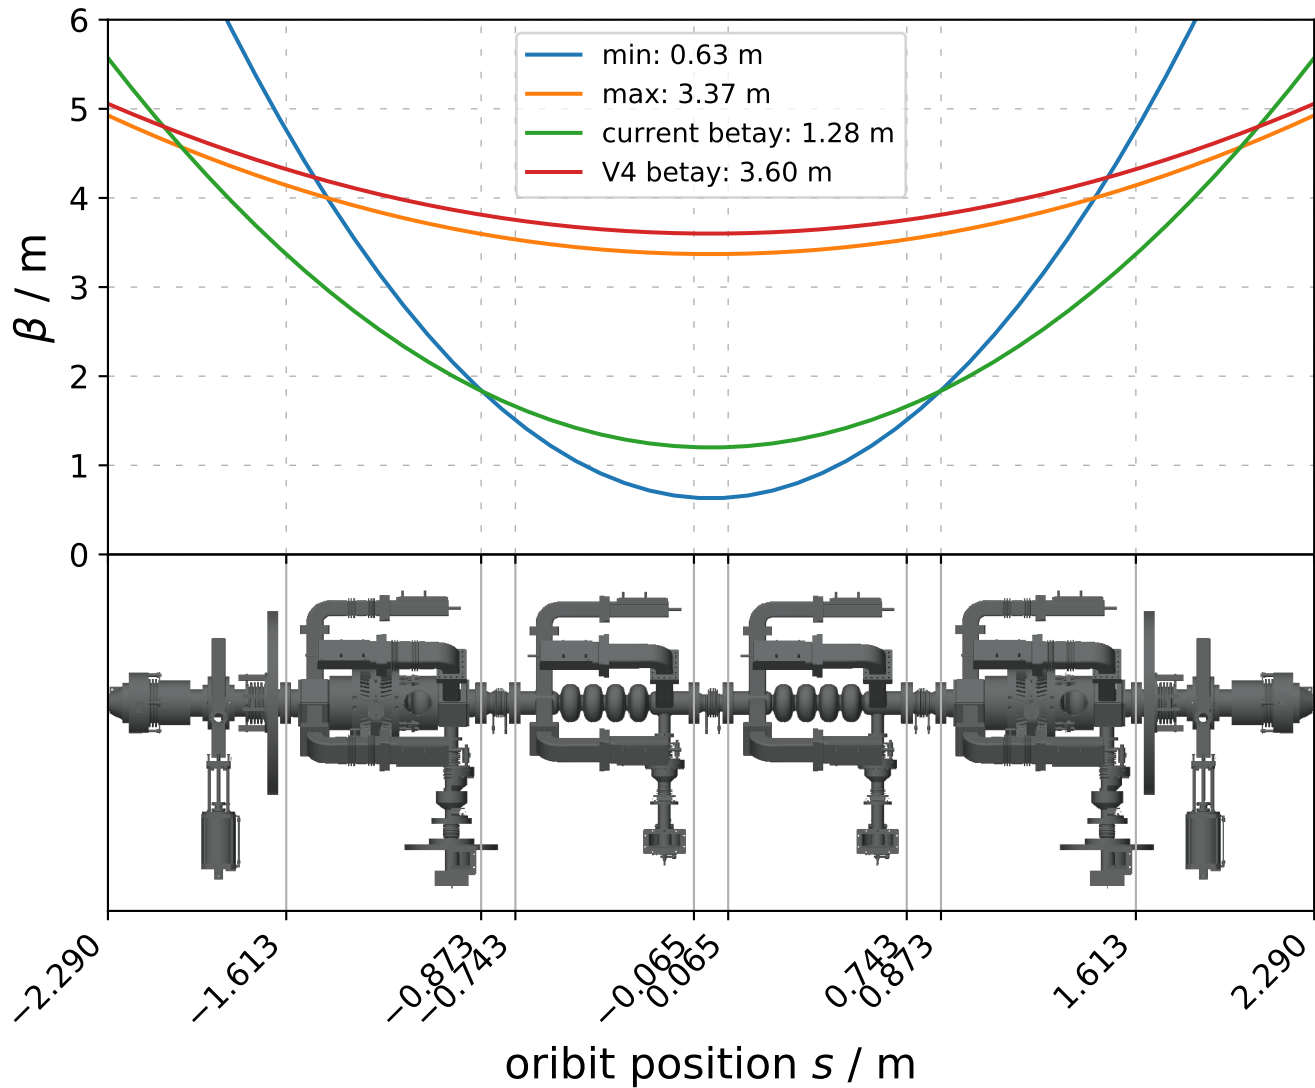 6
5
4
3
2
1
0
β / m
min: 0.63 m
max: 3.37 m
current betay: 1.28 m
V4 betay: 3.60 m
−2.290
−1.613
−0.873
−0.743
−0.065
0.065
0.743
0.873
1.613
2.290
oribit position s / m